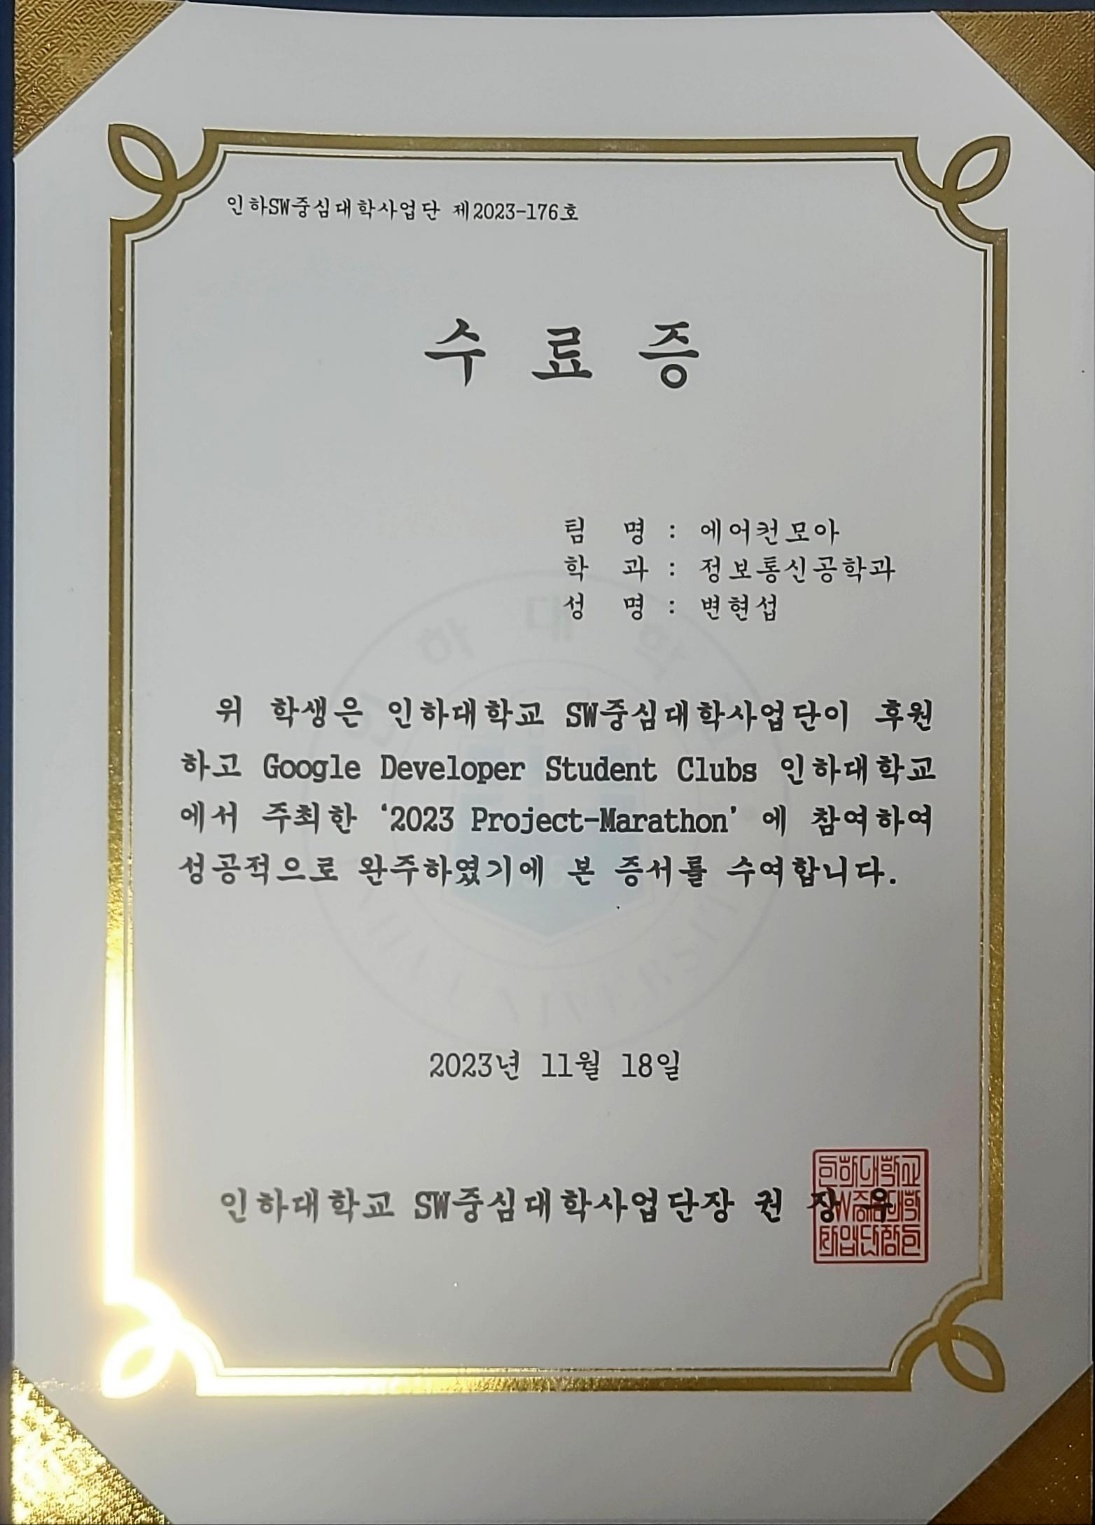 인하SW중심대학사업단 제2023-176호
수 료 증
팀 명 : 에어컨모아
학 과 : 정보통신공학과
성 명 : 변현섭
위 학생은 인하대학교 SW중심대학사업단이 후원
하고 Google Developer Student Clubs 인하대학교
에서 주최한 ‘2023 Project-Marathon’ 에 참여하여
성공적으로 완주하였기에 본 증서를 수여합니다.
2023년 11월 18일
인하대학교 SW중심대학사업단장 권 장 우